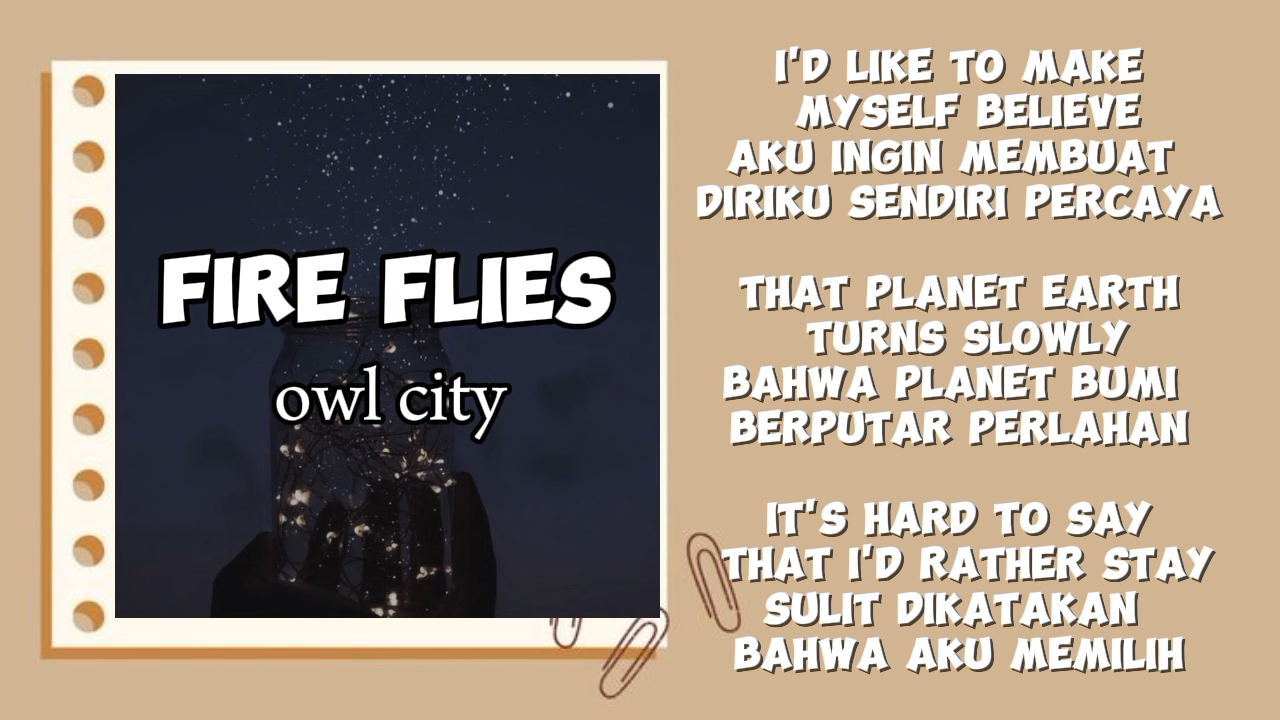 FIRE FLIES
owl city
I'D LIKE TO MAKE
MYSELF BELIEVE
AKU INGIN MEMBUAT
DIRIKU SENDIRI PERCAYA
THAT PLANET EARTH
TURNS SLOWLY
BAHWA PLANET BUMI
BERPUTAR PERLAHAN
IT'S HARD TO SAY
THAT I'D RATHER STAY
SULIT DIKATAKAN
BAHWA AKU MEMILIH